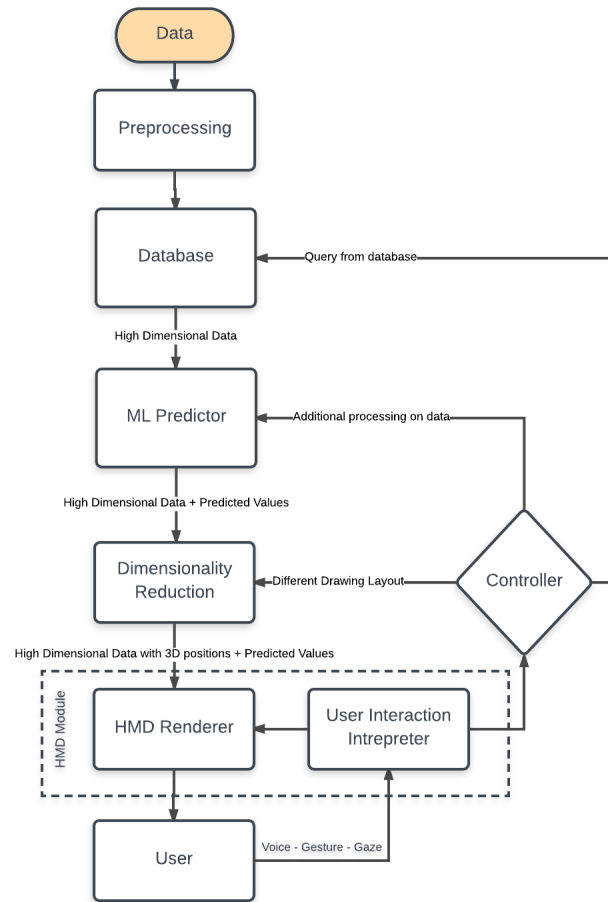 Data
Preprocessing
Database
Query from database
High Dimensional Data
ML Predictor
Additional processing on data
High Dimensional Data + Predicted Values
Dimensionality
Reduction
Different Drawing Layout
Controller
High Dimensional Data with 3D positions + Predicted Values
HMD Module
HMD Renderer
User Interaction
Intrepreter
User
Voice - Gesture - Gaze